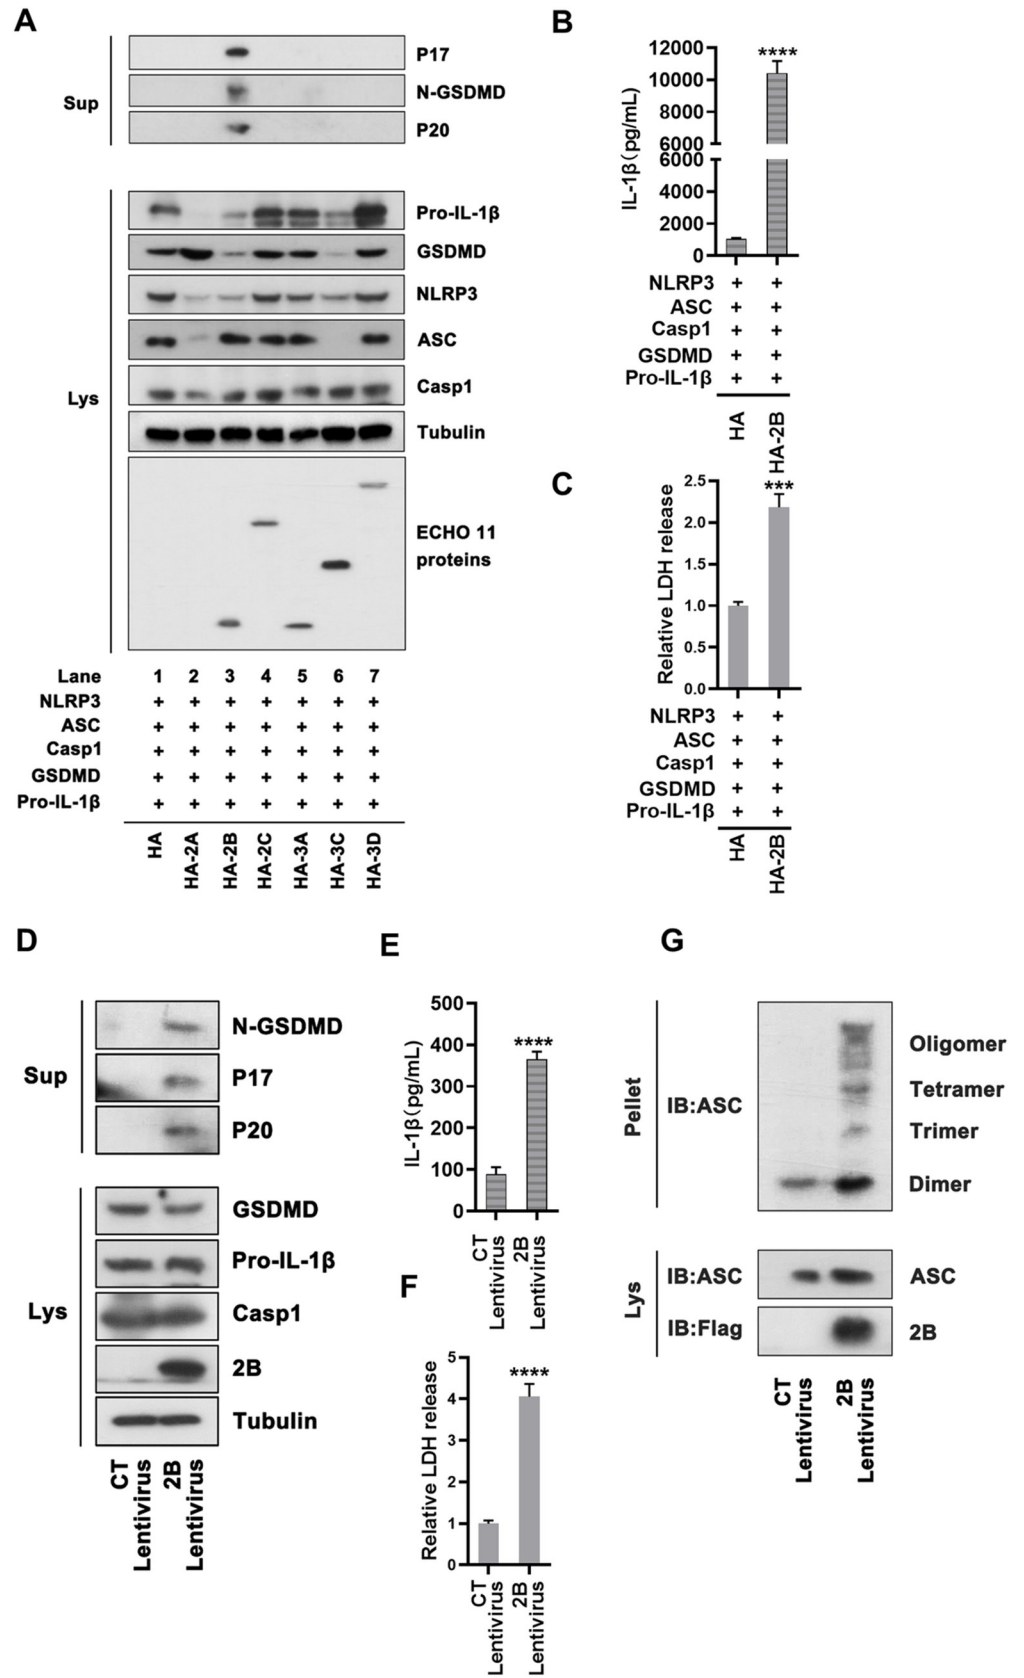 A
Sup
P17
N-GSDMD
P20
Lys
Pro-IL-1β
GSDMD
NLRP3
ASC
Casp1
Tubulin
ECHO 11
proteins
Lane 1 2 3 4 5 6 7
NLRP3 + + + + + + +
ASC + + + + + + +
Casp1 + + + + + + +
GSDMD + + + + + + +
Pro-IL-1β + + + + + + +
HA HA-2A HA-2B HA-2C HA-3A HA-3C HA-3D
B
IL-1β(pg/mL)
12000
10000
8000
6000
6000
4000
2000
0
****
NLRP3 + +
ASC + +
Casp1 + +
GSDMD + +
Pro-IL-1β + +
HA HA-2B
C
Relative LDH release
2.5
2.0
1.5
1.0
0.5
0.0
***
NLRP3 + +
ASC + +
Casp1 + +
GSDMD + +
Pro-IL-1β + +
HA HA-2B
D
Sup
N-GSDMD
P17
P20
Lys
GSDMD
Pro-IL-1β
Casp1
2B
Tubulin
CT
Lentivirus
2B
Lentivirus
E
IL-1β(pg/mL)
500
400
300
200
100
0
****
CT
Lentivirus
2B
Lentivirus
F
Relative LDH release
5
4
3
2
1
0
****
CT
Lentivirus
2B
Lentivirus
G
Pellet
IB:ASC
Oligomer
Tetramer
Trimer
Dimer
Lys
IB:ASC ASC
IB:Flag 2B
CT
Lentivirus
2B
Lentivirus